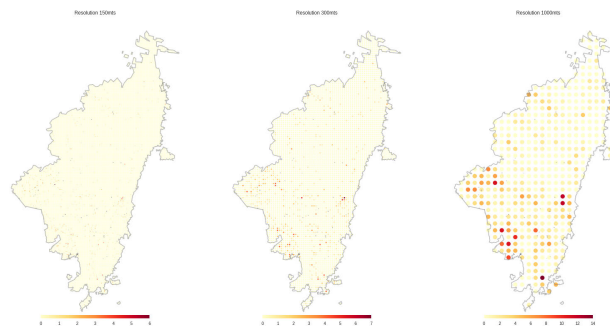 Resolution 150mts
Resolution 300mts
Resolution 1000mts
0 1 2 3 4 5 6
0 1 2 3 4 5 6 7
0 2 4 6 8 10 12 14